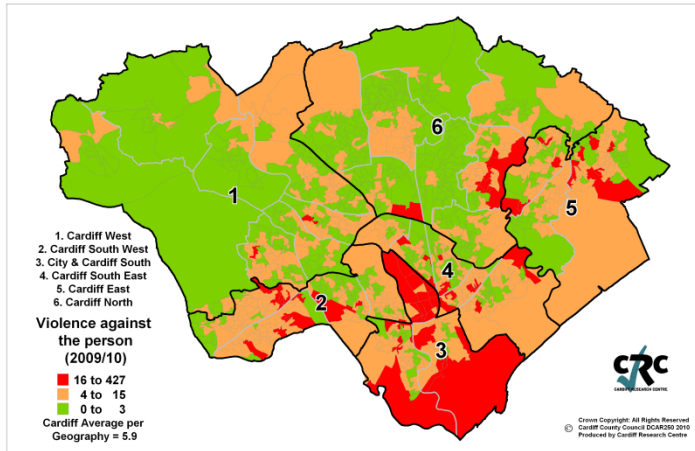 6
1
5
1. Cardiff West
2. Cardiff South West
3. City & Cardiff South
4. Cardiff South East
5. Cardiff East
6. Cardiff North
4
2
Violence against
the person
(2009/10)
16 to 427
4 to 15
0 to 3
Cardiff Average per
Geography = 5.9
3
CRC
CARDIFF RESEARCH CENTRE
Crown Copyright: All Rights Reserved
© Cardiff County Council DCAR250 2010
Produced by Cardiff Research Centre